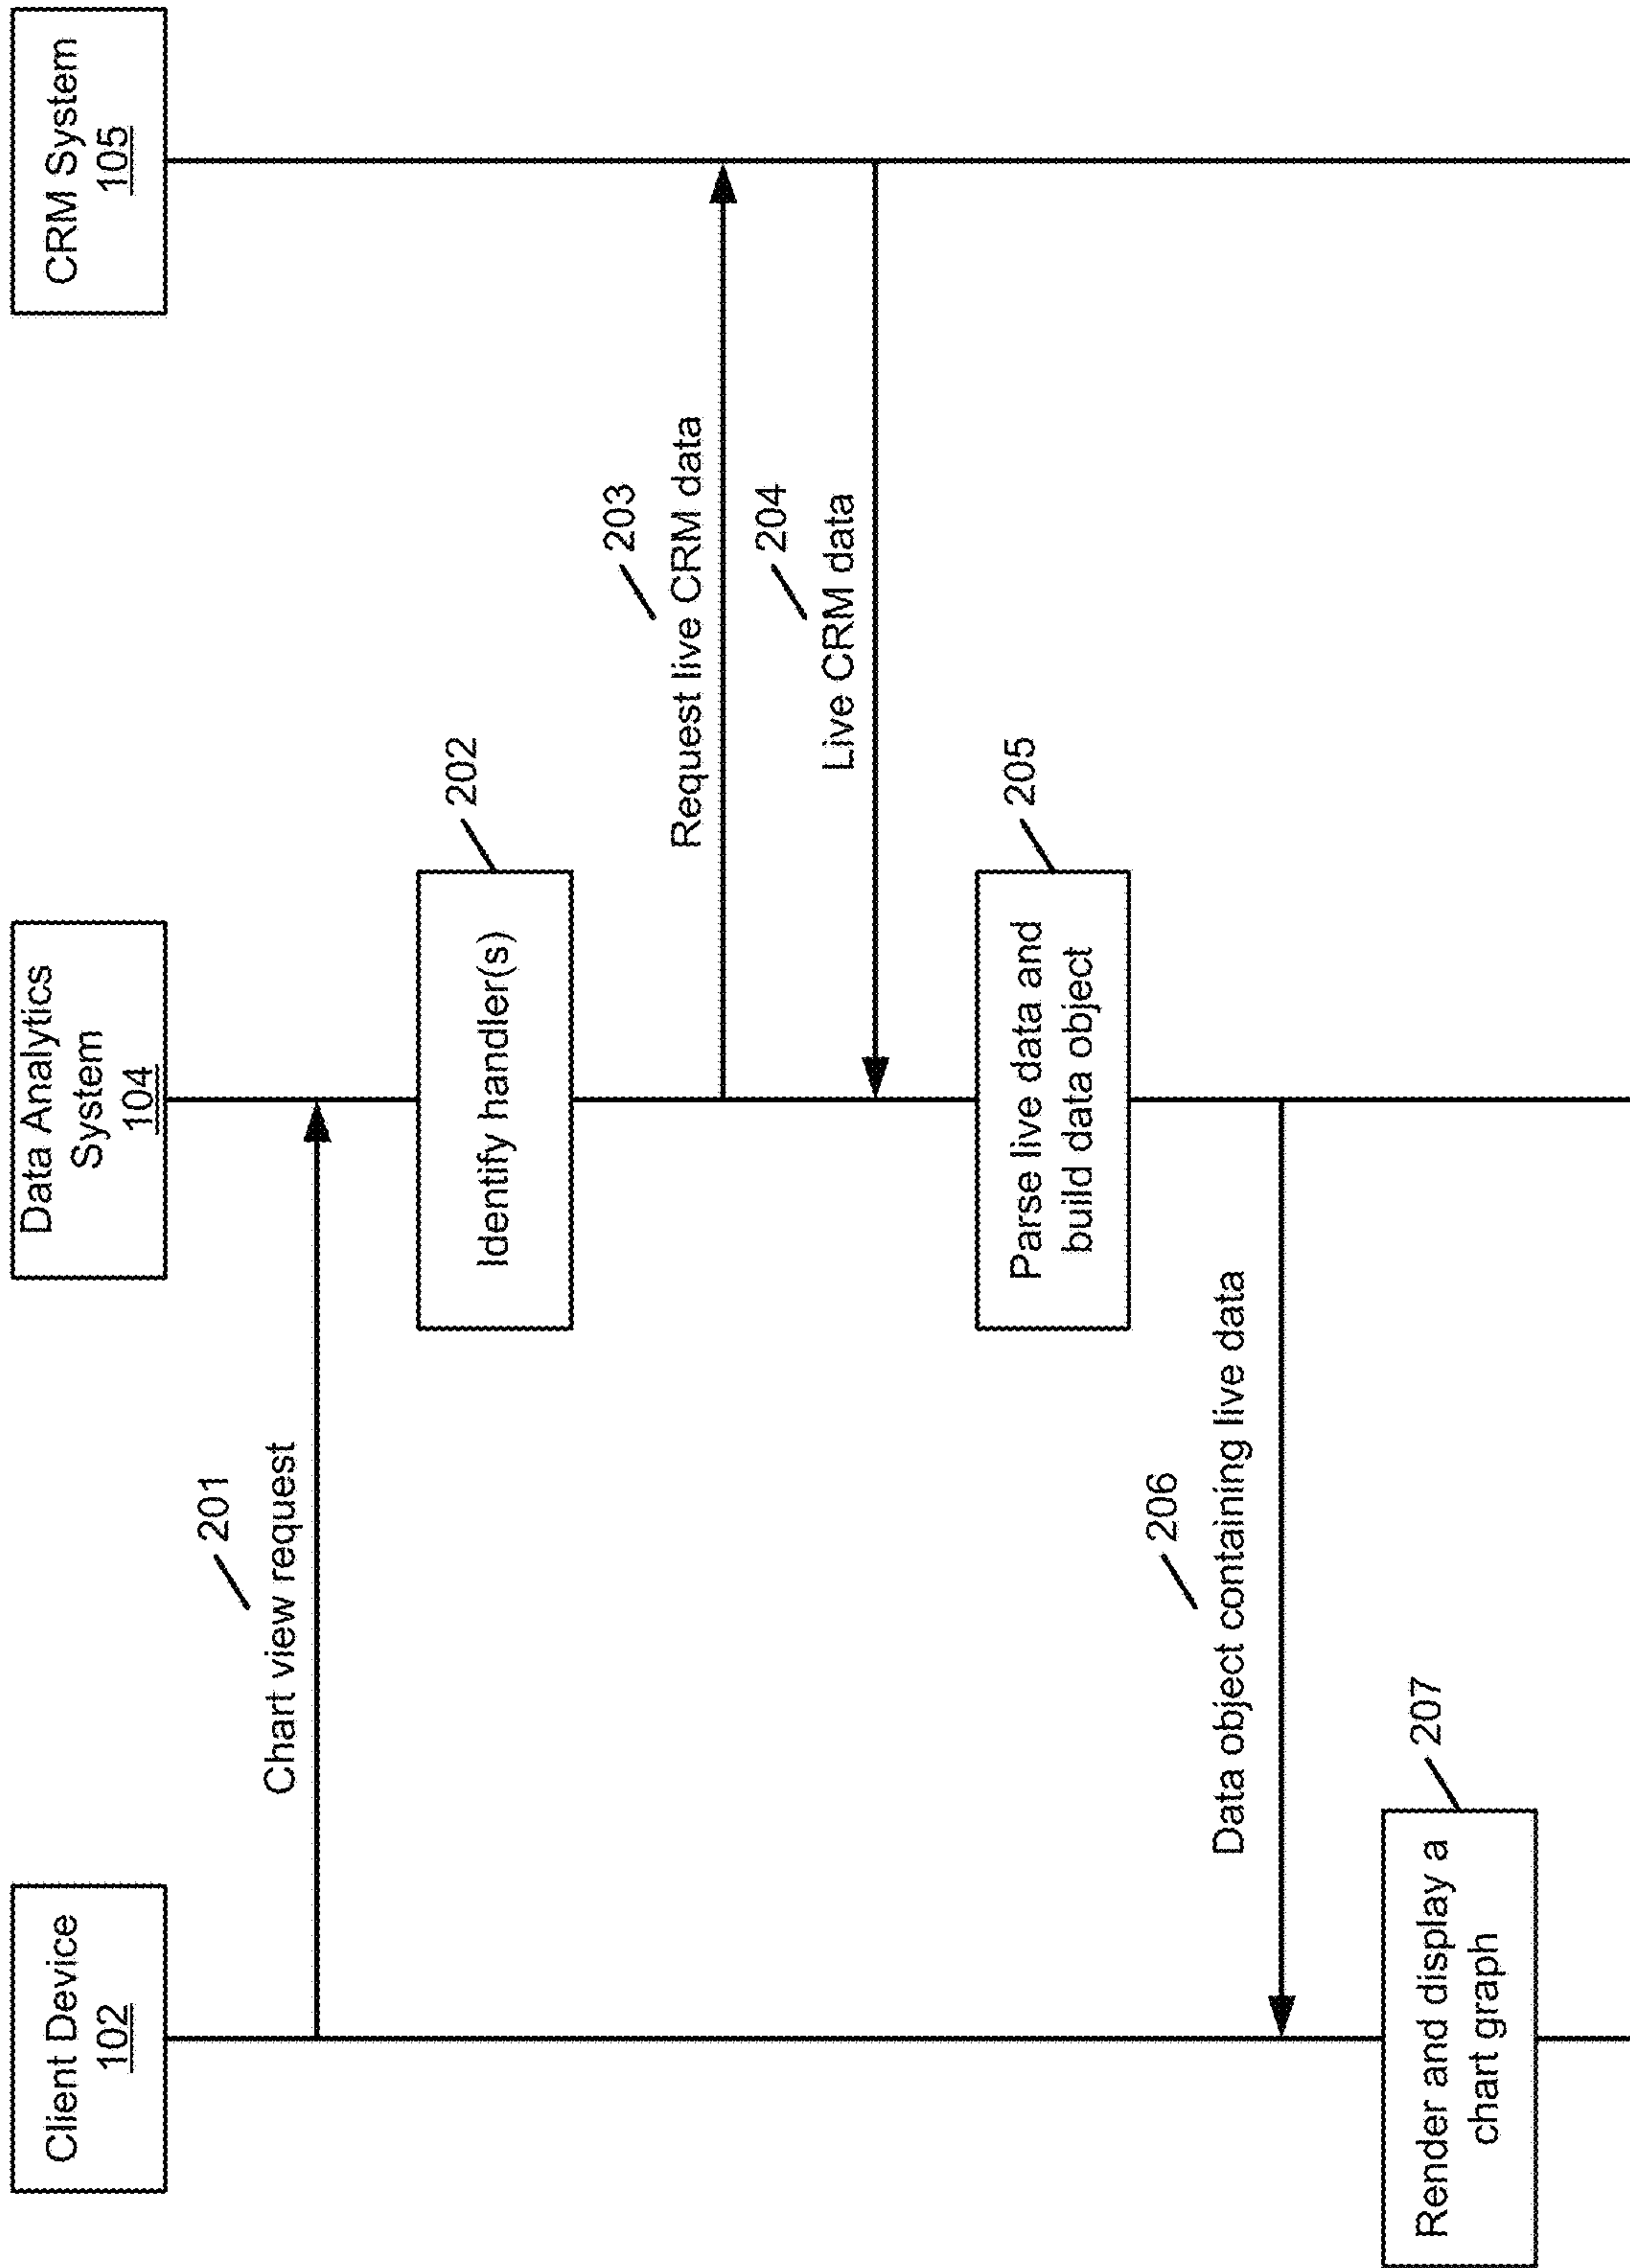 Client Device
102
Data Analytics
System
104
CRM System
105
201
Chart view request
202
Identify handler(s)
203
Request live CRM data
204
Live CRM data
205
Parse live data and
build data object
206
Data object containing live data
207
Render and display a
chart graph